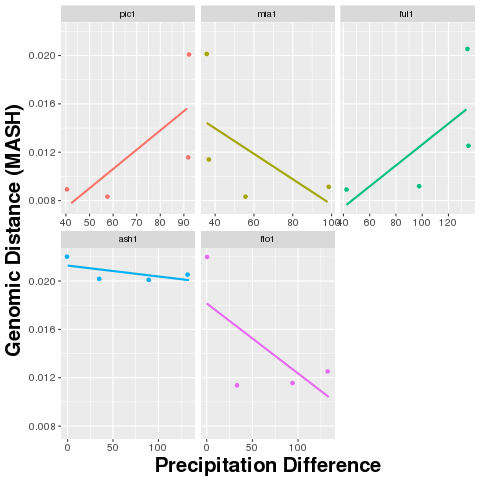 pic1 mia1 ful1
0.020
0.016
0.012
0.008
40 50 60 70 80 90 40 60 80 100 40 60 80 100 120
ash1 flo1
0.020
0.016
0.012
0.008
0 50 100 0 50 100
Genomic Distance (MASH)
Precipitation Difference